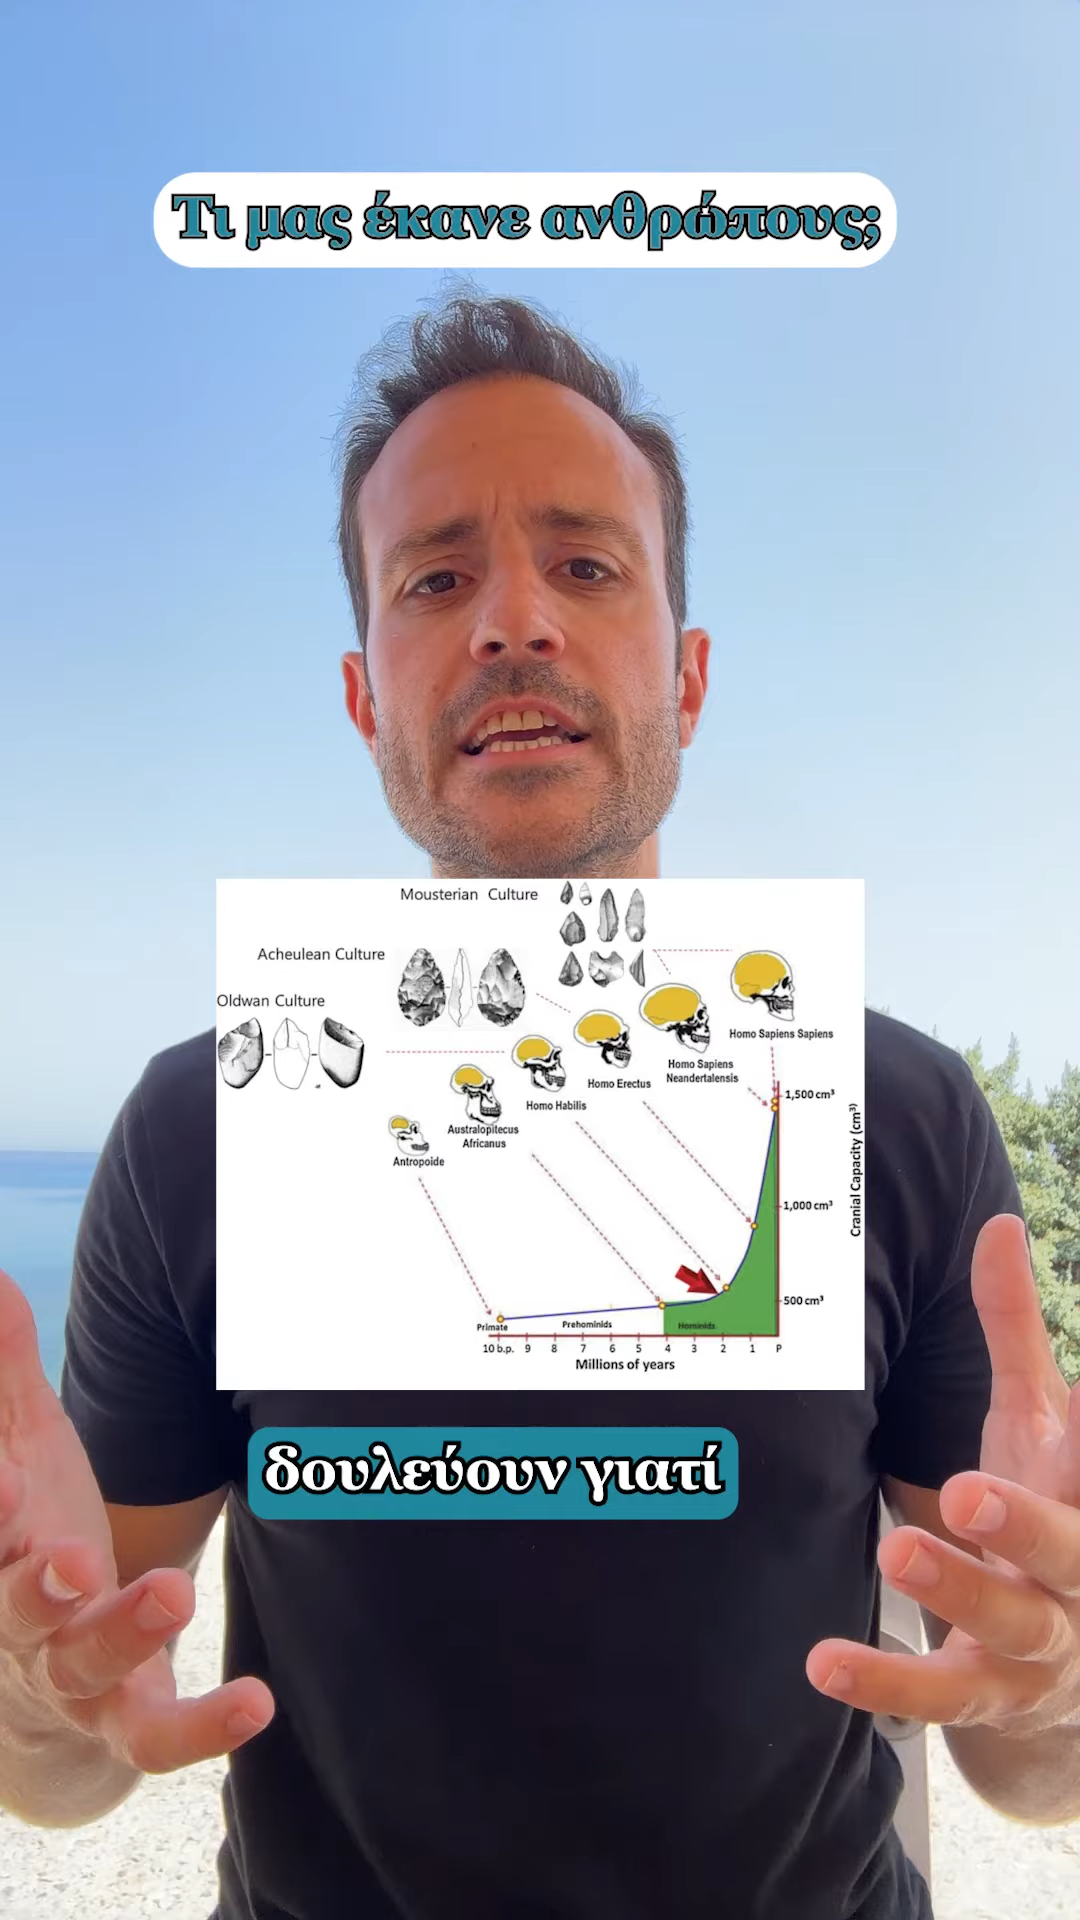 Τι μας έκανε ανθρώπους;
Mousterian Culture
Acheulean Culture
Oldwan Culture
Homo Sapiens Sapiens
Homo Sapiens
Neandertalensis
Homo Erectus
Homo Habilis
Australopitecus
Africanus
Antropoide
1,500 cm³
1,000 cm³
500 cm³
Cranial Capacity (cm³)
Primate
Prehominids
Hominids
10 b.p. 9 8 7 6 5 4 3 2 1 P
Millions of years
δουλεύουν γιατί